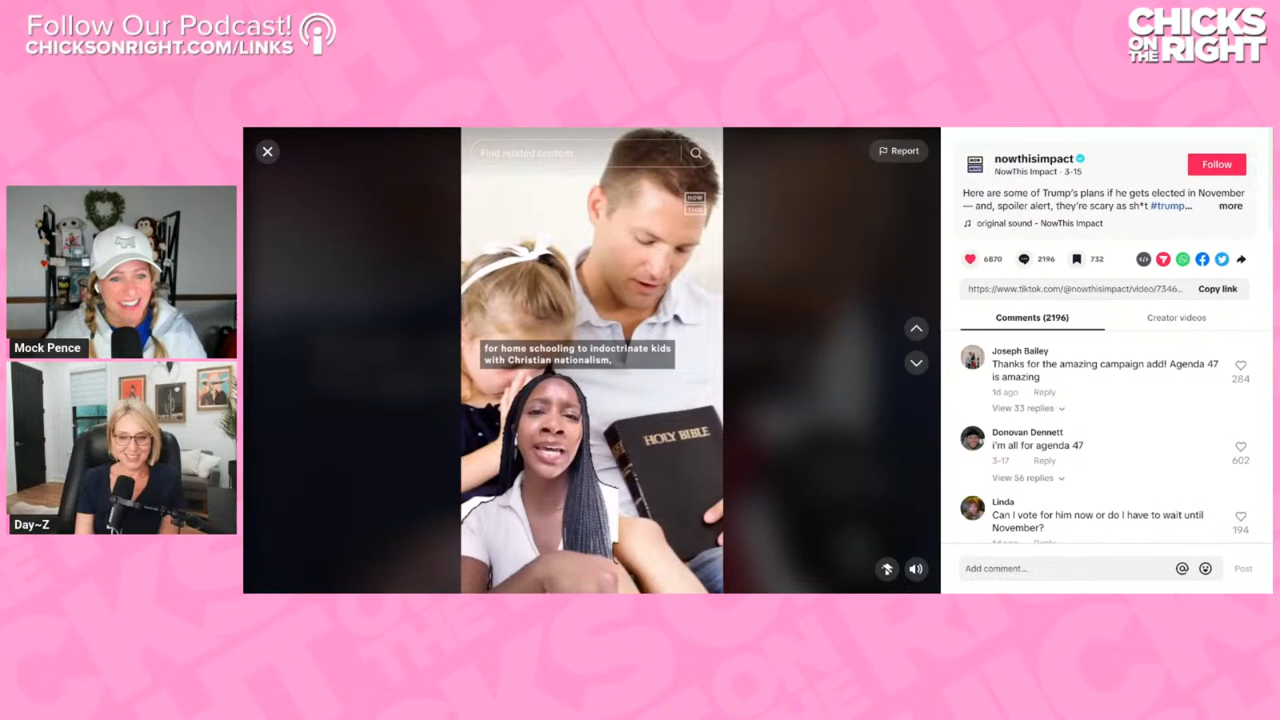 Follow Our Podcast!
CHICKSONRIGHT.COM/LINKS
CHICKS
ON THE RIGHT
Mock Pence
Day~Z
Find related content
Report
NOW
THIS
for home schooling to indoctrinate kids
with Christian nationalism,
HOLY BIBLE
nowthisimpact
NowThis Impact · 3-15
Follow
Here are some of Trump's plans if he gets elected in November
— and, spoiler alert, they're scary as sh*t #trump...
more
original sound - NowThis Impact
6870
2196
732
https://www.tiktok.com/@nowthisimpact/video/7346...
Copy link
Comments (2196)
Creator videos
Joseph Bailey
Thanks for the amazing campaign add! Agenda 47
is amazing
284
1d ago Reply
View 33 replies
Donovan Dennett
i'm all for agenda 47
602
3-17 Reply
View 56 replies
Linda
Can I vote for him now or do I have to wait until
November?
194
Add comment...
Post